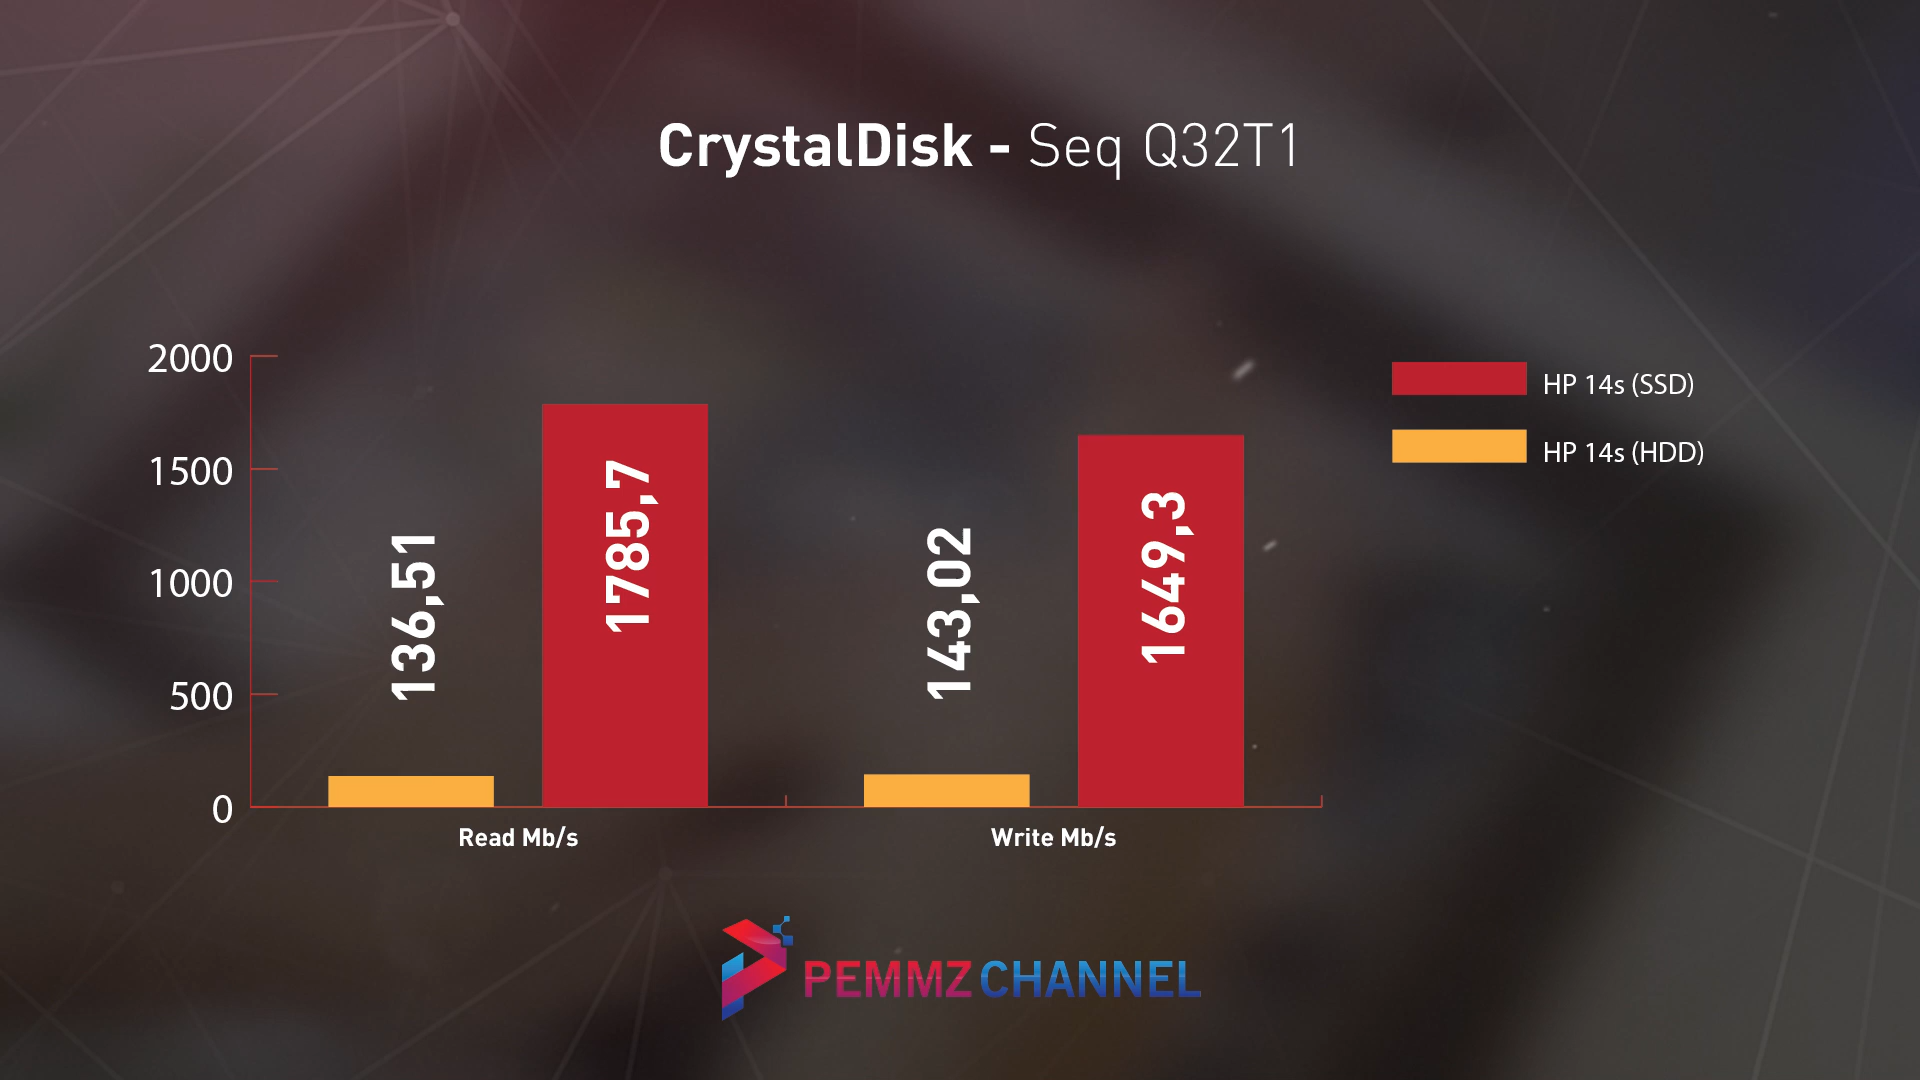 CrystalDisk - Seq Q32T1
2000
1500
1000
500
0
136,51
1785,7
143,02
1649,3
Read Mb/s
Write Mb/s
HP 14s (SSD)
HP 14s (HDD)
PEMMZ CHANNEL